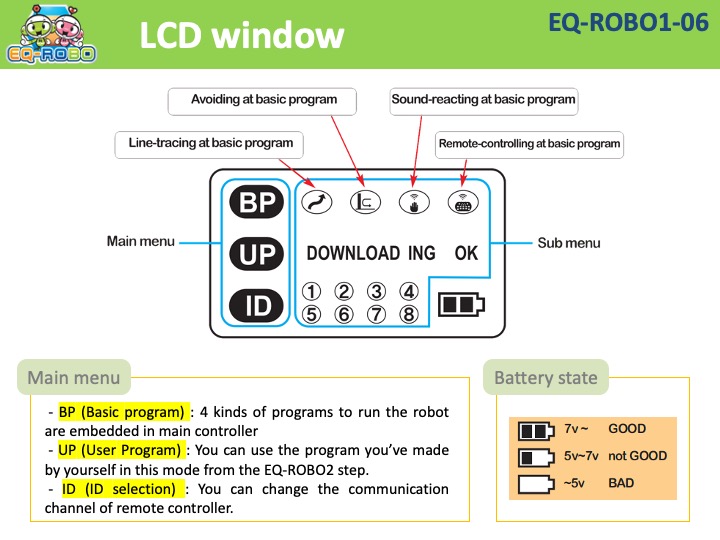 EQ-ROBO
LCD window
EQ-ROBO1-06
Avoiding at basic program
Sound-reacting at basic program
Line-tracing at basic program
Remote-controlling at basic program
BP
Main menu
UP
DOWNLOAD ING OK
Sub menu
ID
① ② ③ ④
⑤ ⑥ ⑦ ⑧
Main menu
- BP (Basic program) : 4 kinds of programs to run the robot
are embedded in main controller
- UP (User Program) : You can use the program you’ve made
by yourself in this mode from the EQ-ROBO2 step.
- ID (ID selection) : You can change the communication
channel of remote controller.
Battery state
7v ~ GOOD
5v~7v not GOOD
~5v BAD